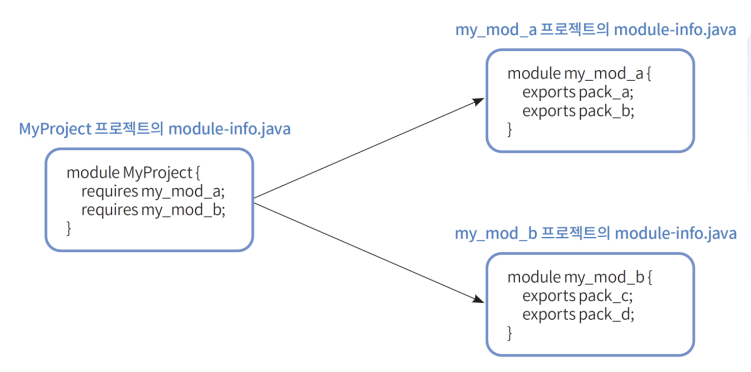 my_mod_a 프로젝트의 module-info.java
module my_mod_a {
exports pack_a;
exports pack_b;
}
MyProject 프로젝트의 module-info.java
module MyProject {
requires my_mod_a;
requires my_mod_b;
}
my_mod_b 프로젝트의 module-info.java
module my_mod_b {
exports pack_c;
exports pack_d;
}